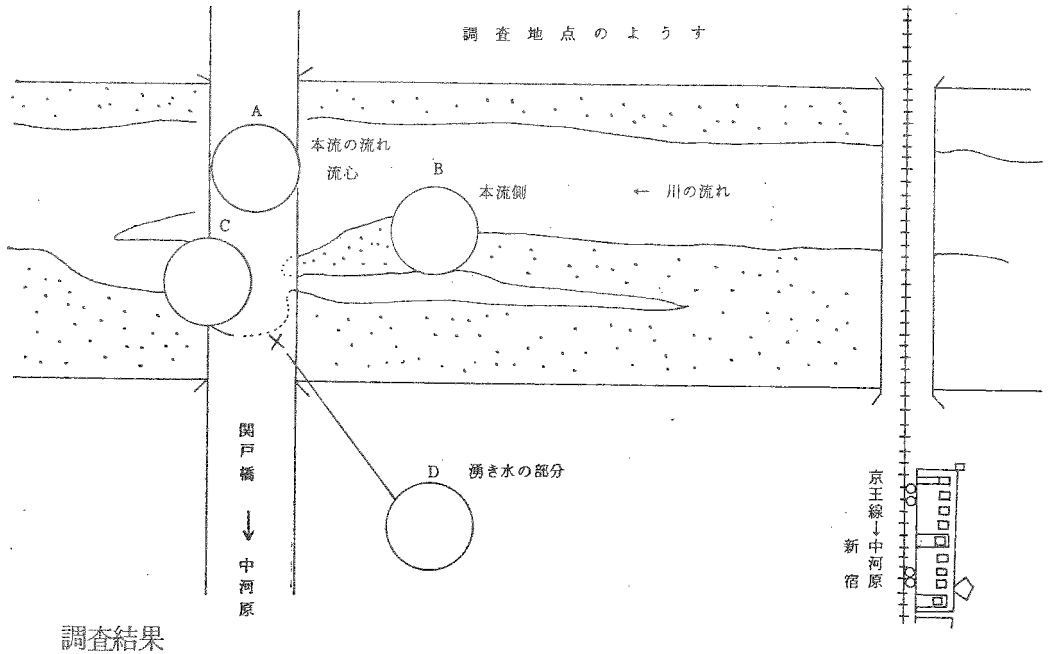 調査地点のようす
A
本流の流れ
流心
B
本流側
← 川の流れ
C
D 湧き水の部分
関戸橋 → 中河原
京王線→中河原
新宿
調査結果